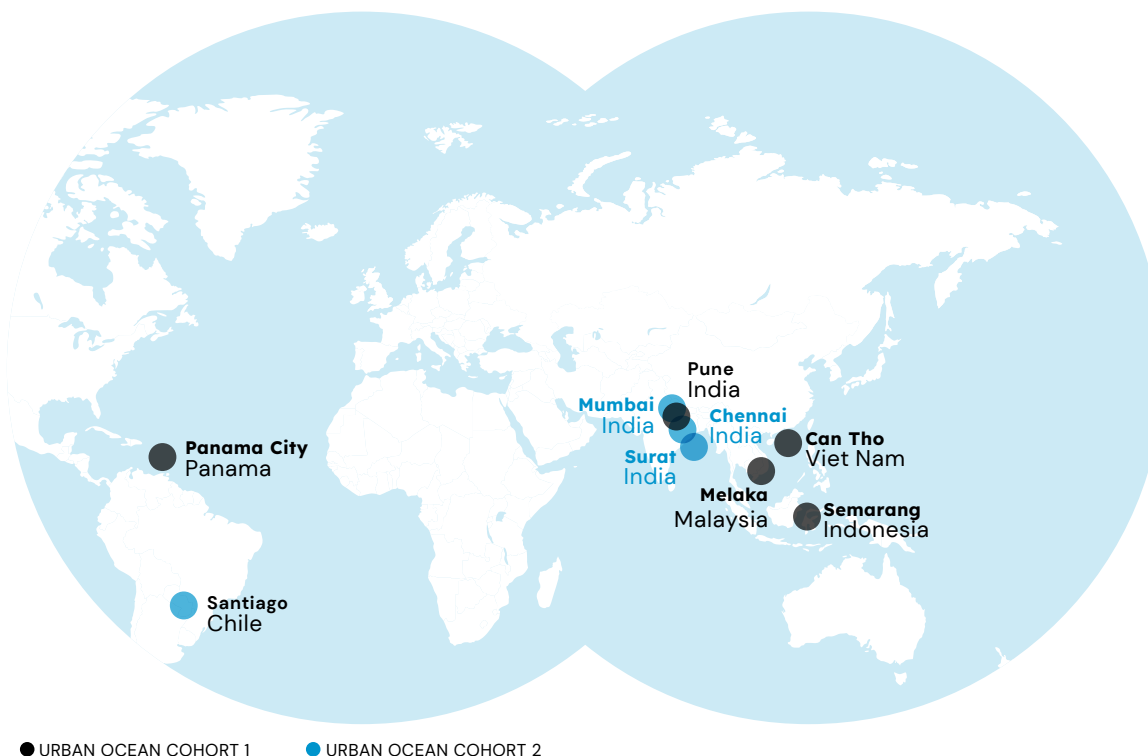 Pune
India
Mumbai
India
Chennai
India
Surat
India
Can Tho
Viet Nam
Panama City
Panama
Melaka
Malaysia
Semarang
Indonesia
Santiago
Chile
URBAN OCEAN COHORT 1
URBAN OCEAN COHORT 2